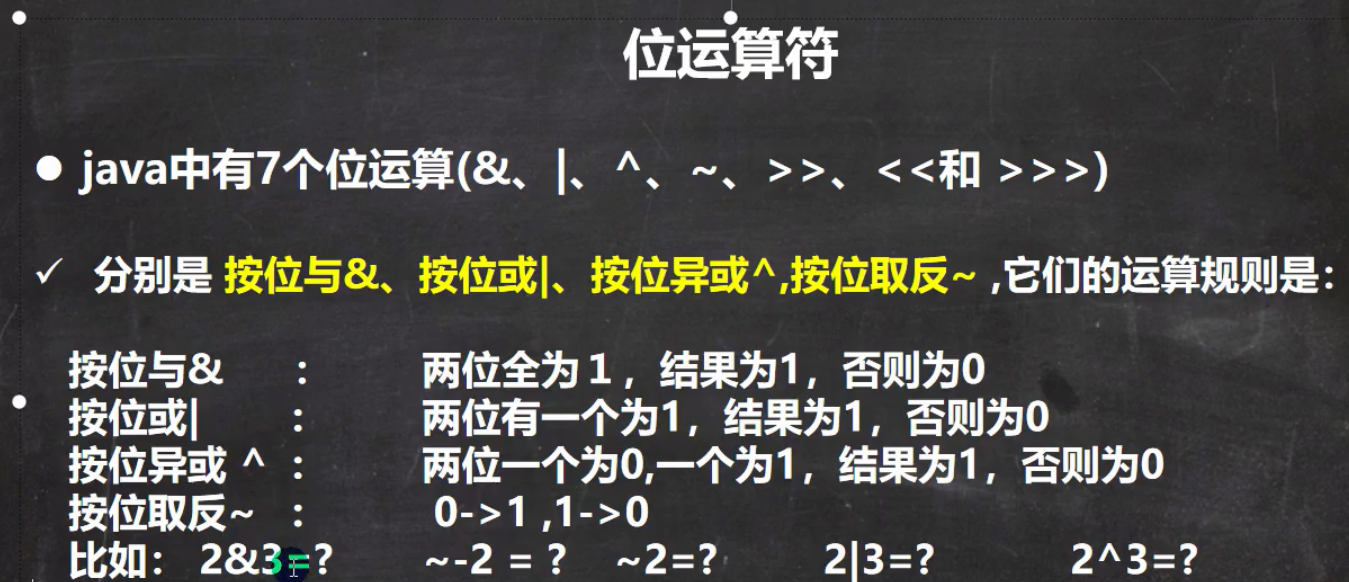 位运算符
● java中有7个位运算(&、|、^、~、>>、<<和 >>>)
✓ 分别是 按位与&、按位或|、按位异或^,按位取反~ ,它们的运算规则是：
按位与& ： 两位全为１，结果为1，否则为0
按位或| ： 两位有一个为1，结果为1，否则为0
按位异或 ^ ： 两位一个为0,一个为1，结果为1，否则为0
按位取反~ ： 0->1 ,1->0
比如： 2&3=? ~-2 = ? ~2=? 2|3=? 2^3=?